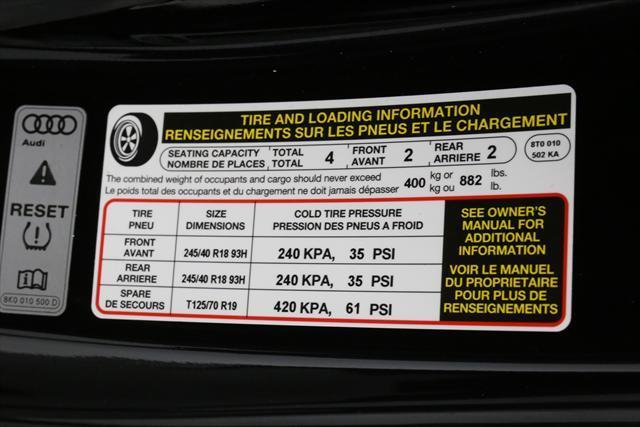 Audi
RESET
8K0 010 500 D
TIRE AND LOADING INFORMATION
RENSEIGNEMENTS SUR LES PNEUS ET LE CHARGEMENT
SEATING CAPACITY TOTAL 4 FRONT 2 REAR 2
NOMBRE DE PLACES TOTAL AVANT ARRIERE
8T0 010
502 KA
The combined weight of occupants and cargo should never exceed 400 kg or 882 lbs.
Le poids total des occupants et du chargement ne doit jamais dépasser kg ou lb.
TIRE SIZE COLD TIRE PRESSURE
PNEU DIMENSIONS PRESSION DES PNEUS A FROID
FRONT
AVANT 245/40 R18 93H 240 KPA, 35 PSI
REAR
ARRIERE 245/40 R18 93H 240 KPA, 35 PSI
SPARE
DE SECOURS T125/70 R19 420 KPA, 61 PSI
SEE OWNER'S
MANUAL FOR
ADDITIONAL
INFORMATION
VOIR LE MANUEL
DU PROPRIETAIRE
POUR PLUS DE
RENSEIGNEMENTS